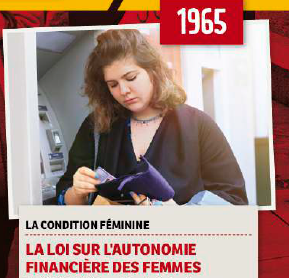 1965
LA CONDITION FÉMININE
LA LOI SUR L'AUTONOMIE
FINANCIÈRE DES FEMMES